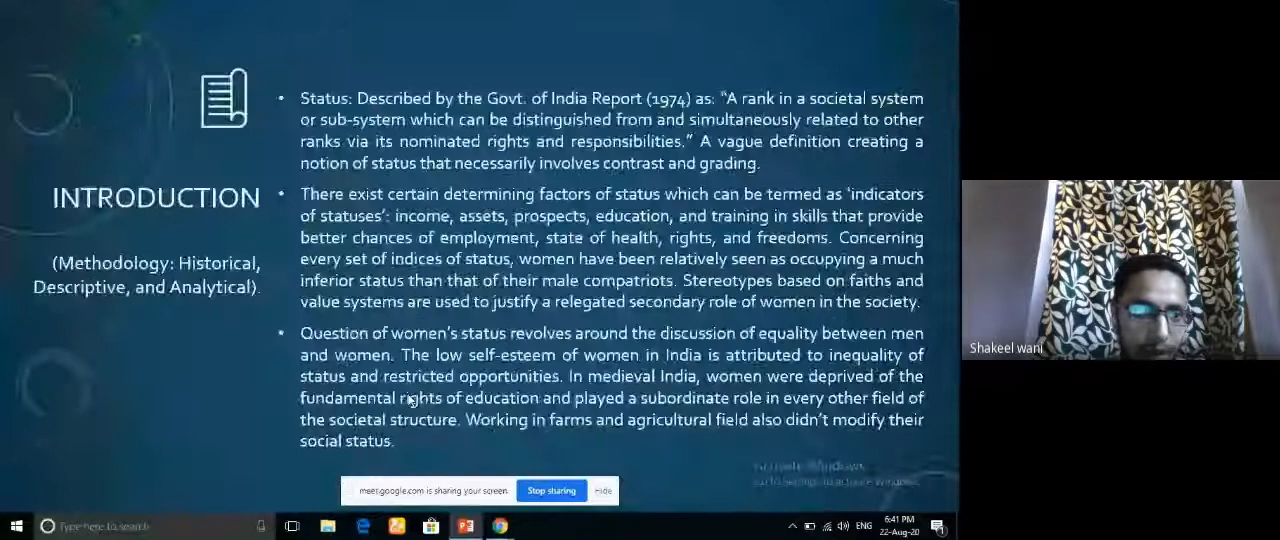 INTRODUCTION
(Methodology: Historical,
Descriptive, and Analytical).
• Status: Described by the Govt. of India Report (1974) as: “A rank in a societal system
or sub-system which can be distinguished from and simultaneously related to other
ranks via its nominated rights and responsibilities.” A vague definition creating a
notion of status that necessarily involves contrast and grading.
• There exist certain determining factors of status which can be termed as ‘indicators
of statuses’: income, assets, prospects, education, and training in skills that provide
better chances of employment, state of health, rights, and freedoms. Concerning
every set of indices of status, women have been relatively seen as occupying a much
inferior status than that of their male compatriots. Stereotypes based on faiths and
value systems are used to justify a relegated secondary role of women in the society.
• Question of women’s status revolves around the discussion of equality between men
and women. The low self-esteem of women in India is attributed to inequality of
status and restricted opportunities. In medieval India, women were deprived of the
fundamental rights of education and played a subordinate role in every other field of
the societal structure. Working in farms and agricultural field also didn’t modify their
social status.
Activate Windows
Go to Settings to activate Windows.
meet.google.com is sharing your screen.
Stop sharing
Hide
Type here to search
ENG
6:41 PM
22-Aug-20
Shakeel wani